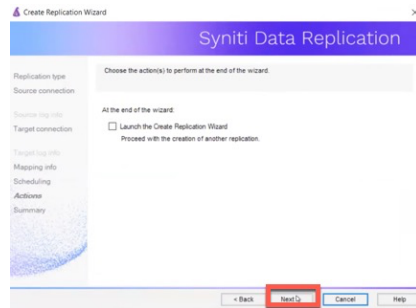 Create Replication Wizard
Syniti Data Replication
Choose the action(s) to perform at the end of the wizard.
Replication type
Source connection
Source log info
Target connection
Target log info
Mapping info
Scheduling
Actions
Summary
At the end of the wizard:
Launch the Create Replication Wizard
Proceed with the creation of another replication.
< Back
Next
Cancel
Help